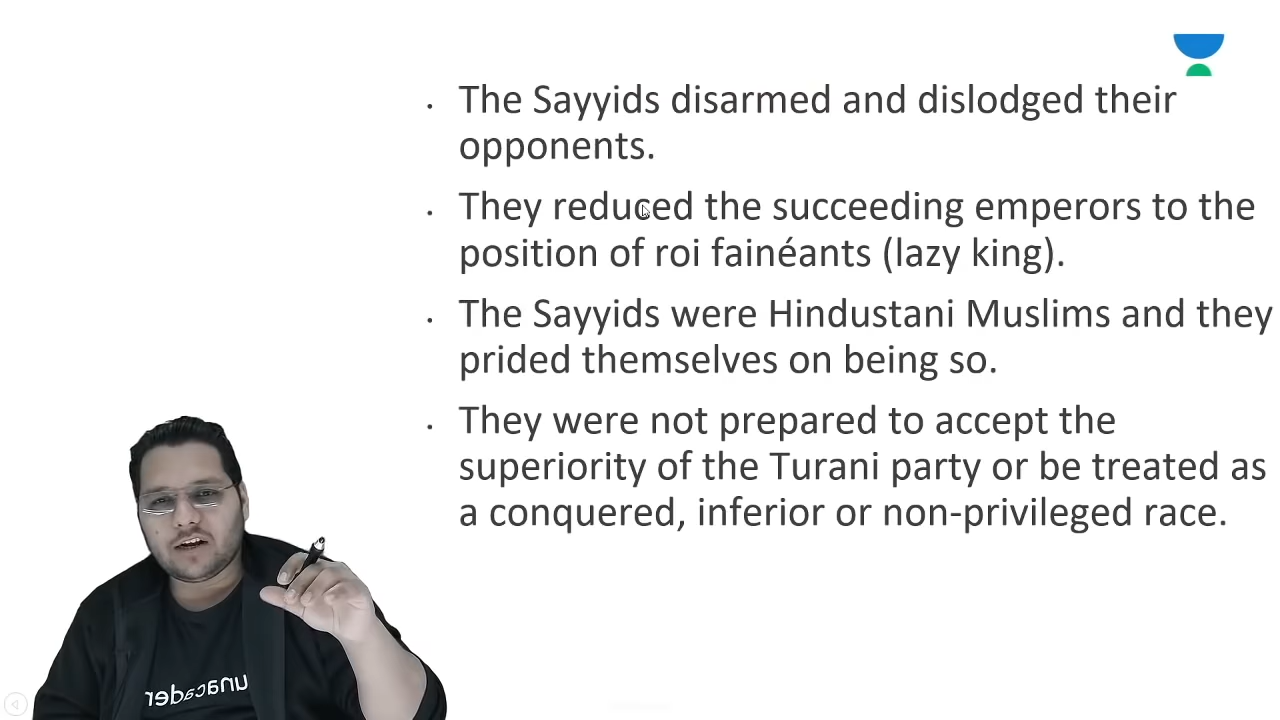 The Sayyids disarmed and dislodged their
opponents.
They reduced the succeeding emperors to the
position of roi fainéants (lazy king).
The Sayyids were Hindustani Muslims and they
prided themselves on being so.
They were not prepared to accept the
superiority of the Turani party or be treated as
a conquered, inferior or non-privileged race.
unacader